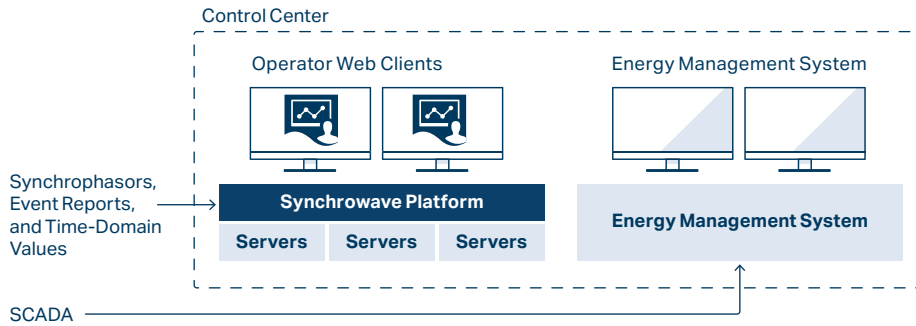 Control Center
Operator Web Clients
Energy Management System
Synchrophasors,
Event Reports,
and Time-Domain
Values
Synchrowave Platform
Servers
Servers
Servers
Energy Management System
SCADA